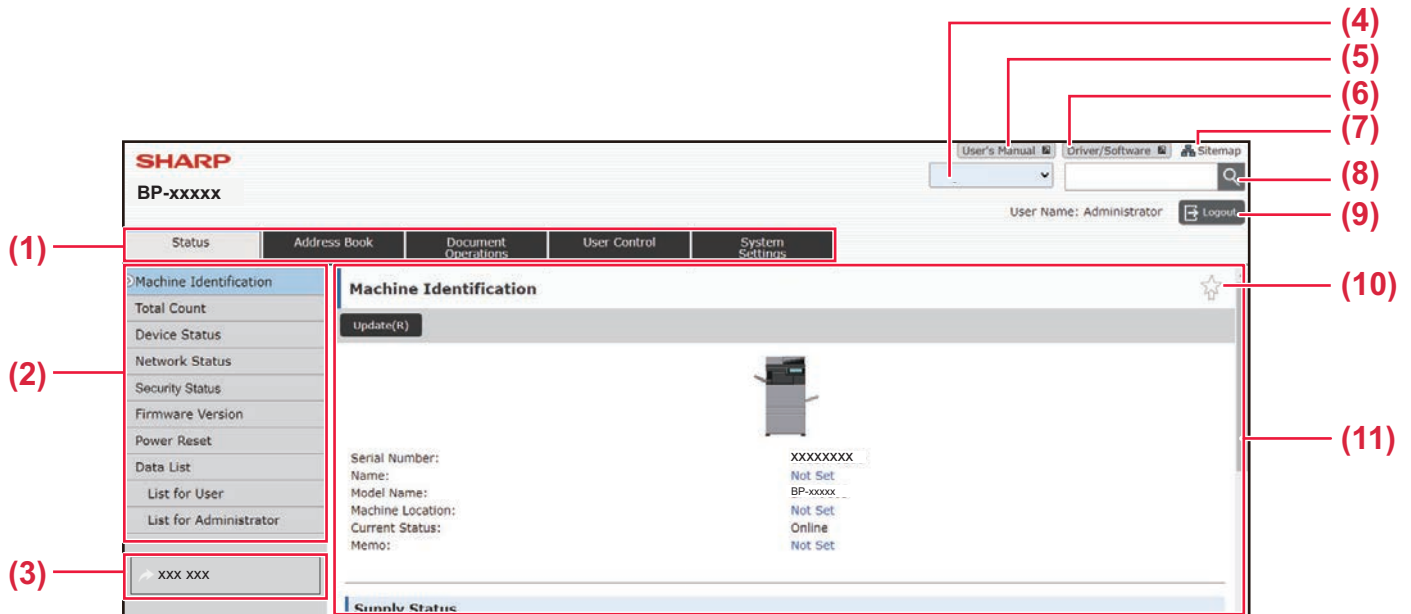 (4)
(5)
(6)
(7)
User's Manual Driver/Software Sitemap
SHARP
(8)
BP-xxxxx
User Name: Administrator Logout
(9)
(1)
Status Address Book Document Operations User Control System Settings
(2)
Machine Identification
Total Count
Device Status
Network Status
Security Status
Firmware Version
Power Reset
Data List
List for User
List for Administrator
(3)
xxx xxx
Machine Identification
(10)
Update(R)
(11)
Serial Number: XXXXXXXX
Name: Not Set
Model Name: BP-xxxxx
Machine Location: Not Set
Current Status: Online
Memo: Not Set
Supply Status